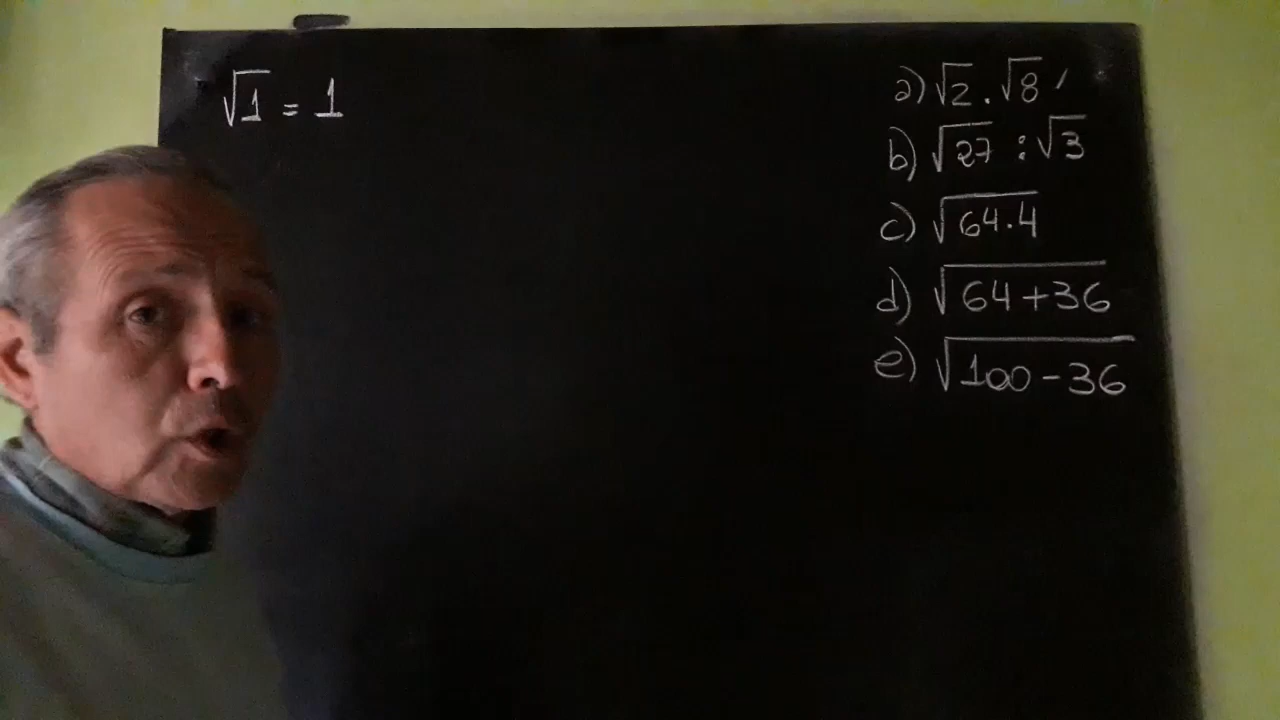 √1 = 1
a) √2 . √8
b) √27 : √3
c) √64.4
d) √64+36
e) √100-36